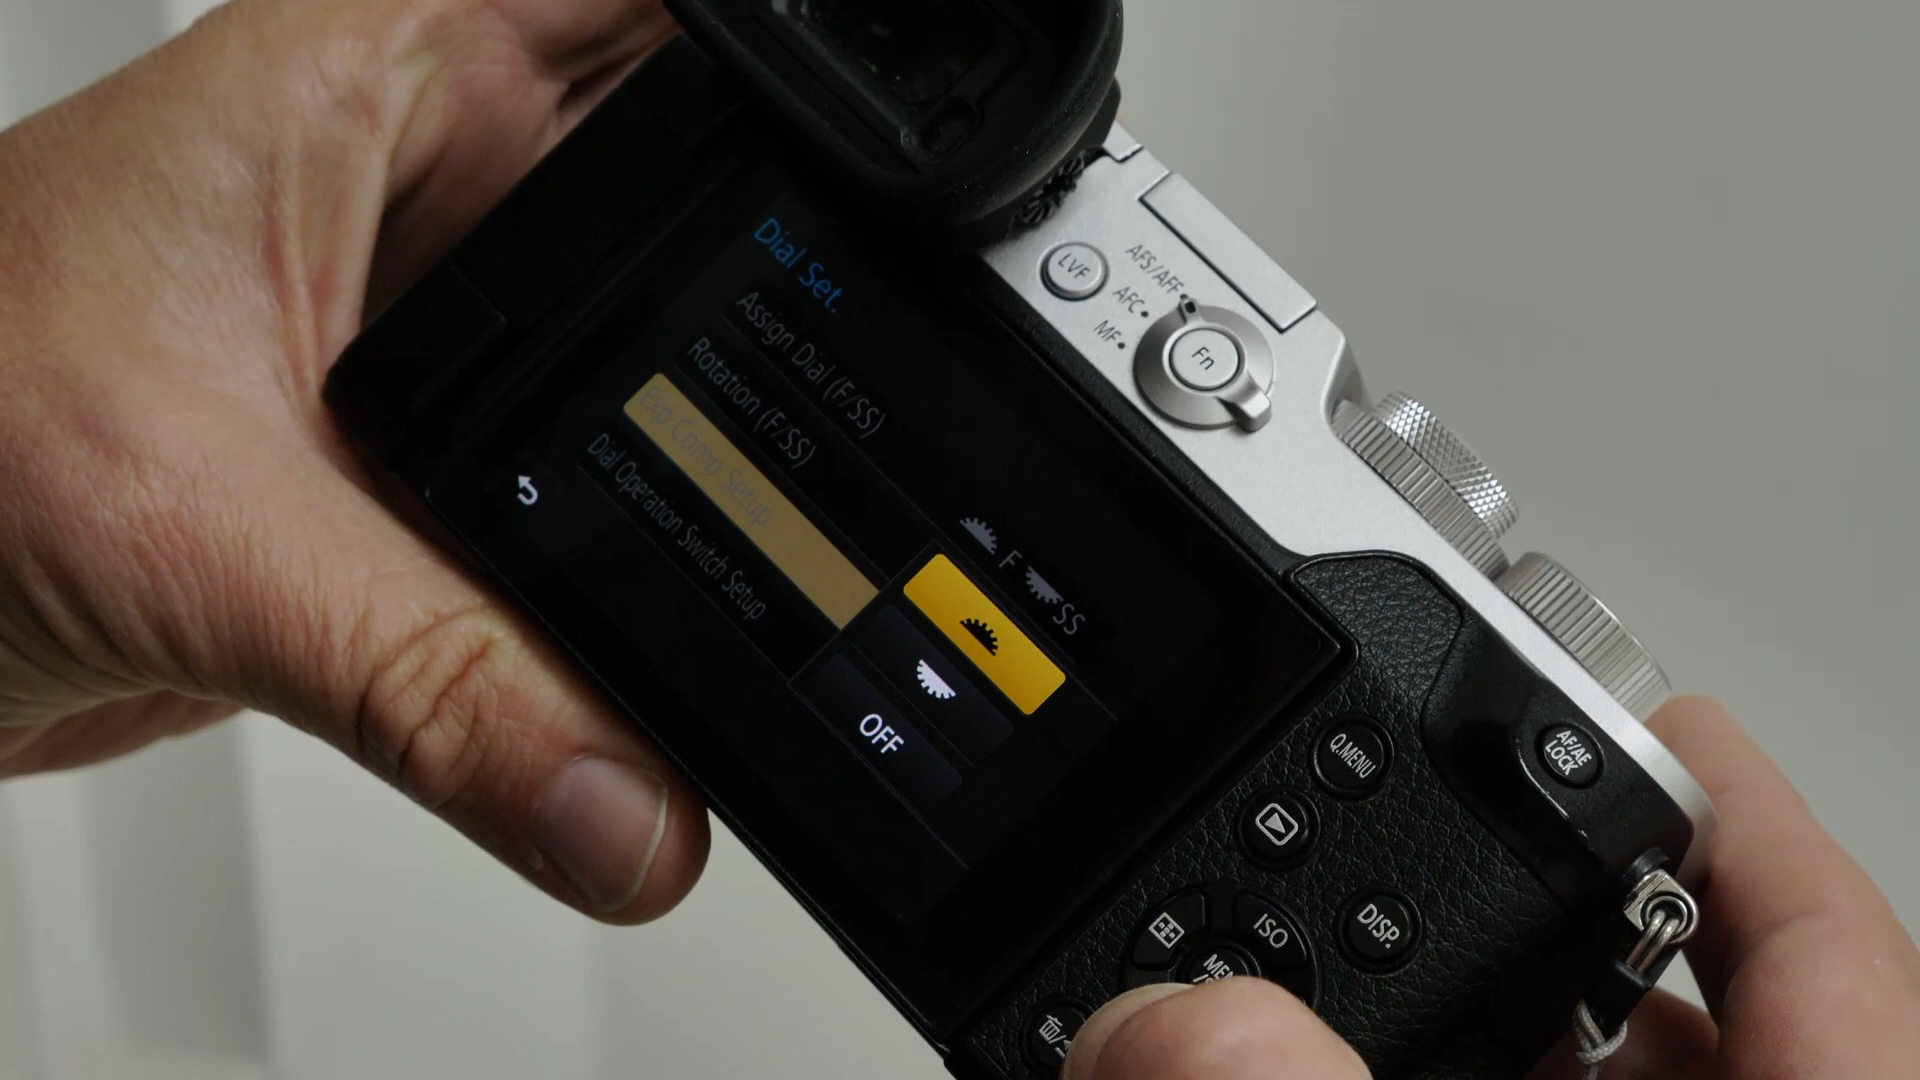 Dial Set.
Assign Dial (F/SS)
F SS
Rotation (F/SS)
Exp.Comp Setup
Dial Operation Switch Setup
OFF
LVF
AFS/AFF
AFC
MF
Fn
Q.MENU
AF/AE
LOCK
DISP.
ISO